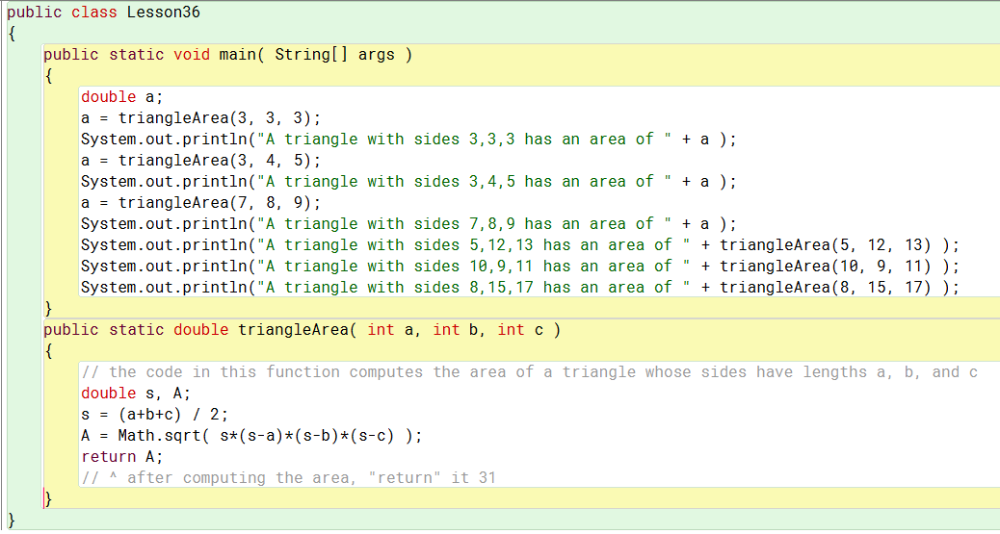 public class Lesson36
{
public static void main( String[] args )
{
double a;
a = triangleArea(3, 3, 3);
System.out.println("A triangle with sides 3,3,3 has an area of " + a );
a = triangleArea(3, 4, 5);
System.out.println("A triangle with sides 3,4,5 has an area of " + a );
a = triangleArea(7, 8, 9);
System.out.println("A triangle with sides 7,8,9 has an area of " + a );
System.out.println("A triangle with sides 5,12,13 has an area of " + triangleArea(5, 12, 13) );
System.out.println("A triangle with sides 10,9,11 has an area of " + triangleArea(10, 9, 11) );
System.out.println("A triangle with sides 8,15,17 has an area of " + triangleArea(8, 15, 17) );
}
public static double triangleArea( int a, int b, int c )
{
// the code in this function computes the area of a triangle whose sides have lengths a, b, and c
double s, A;
s = (a+b+c) / 2;
A = Math.sqrt( s*(s-a)*(s-b)*(s-c) );
return A;
// ^ after computing the area, "return" it 31
}
}